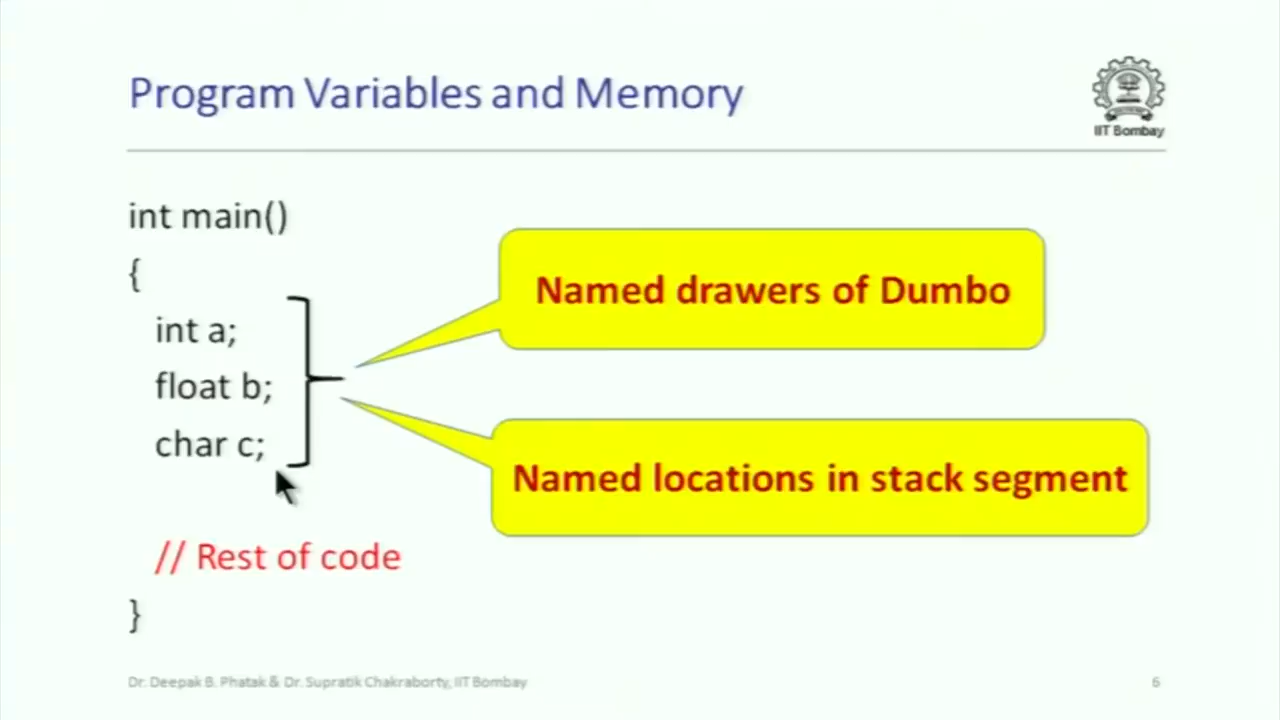 Program Variables and Memory
IIT Bombay
int main()
{
int a;
float b;
char c;
Named drawers of Dumbo
Named locations in stack segment
// Rest of code
}
Dr. Deepak B. Phatak & Dr. Supratik Chakraborty, IIT Bombay
6